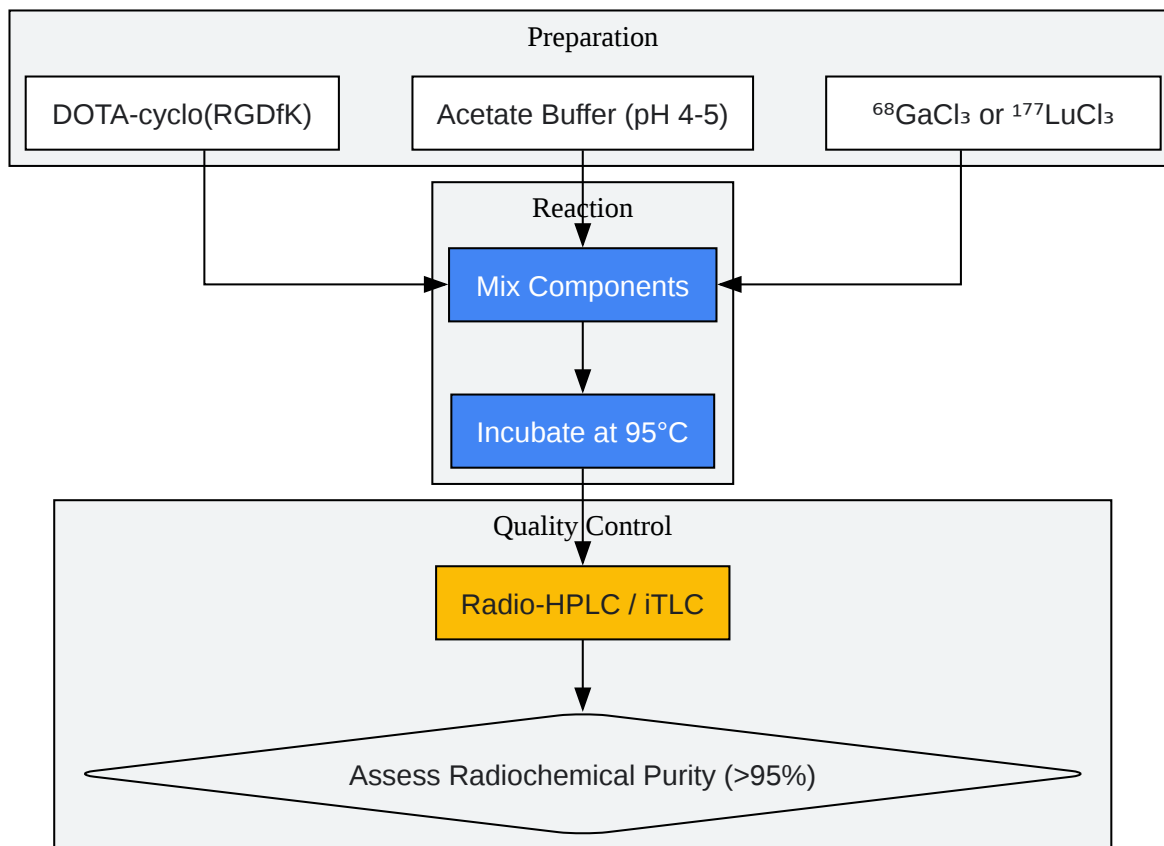 Preparation
DOTA-cyclo(RGDfK)
Acetate Buffer (pH 4-5)
⁶⁸GaCl₃ or ¹⁷⁷LuCl₃
Reaction
Mix Components
Incubate at 95°C
Quality Control
Radio-HPLC / iTLC
Assess Radiochemical Purity (>95%)